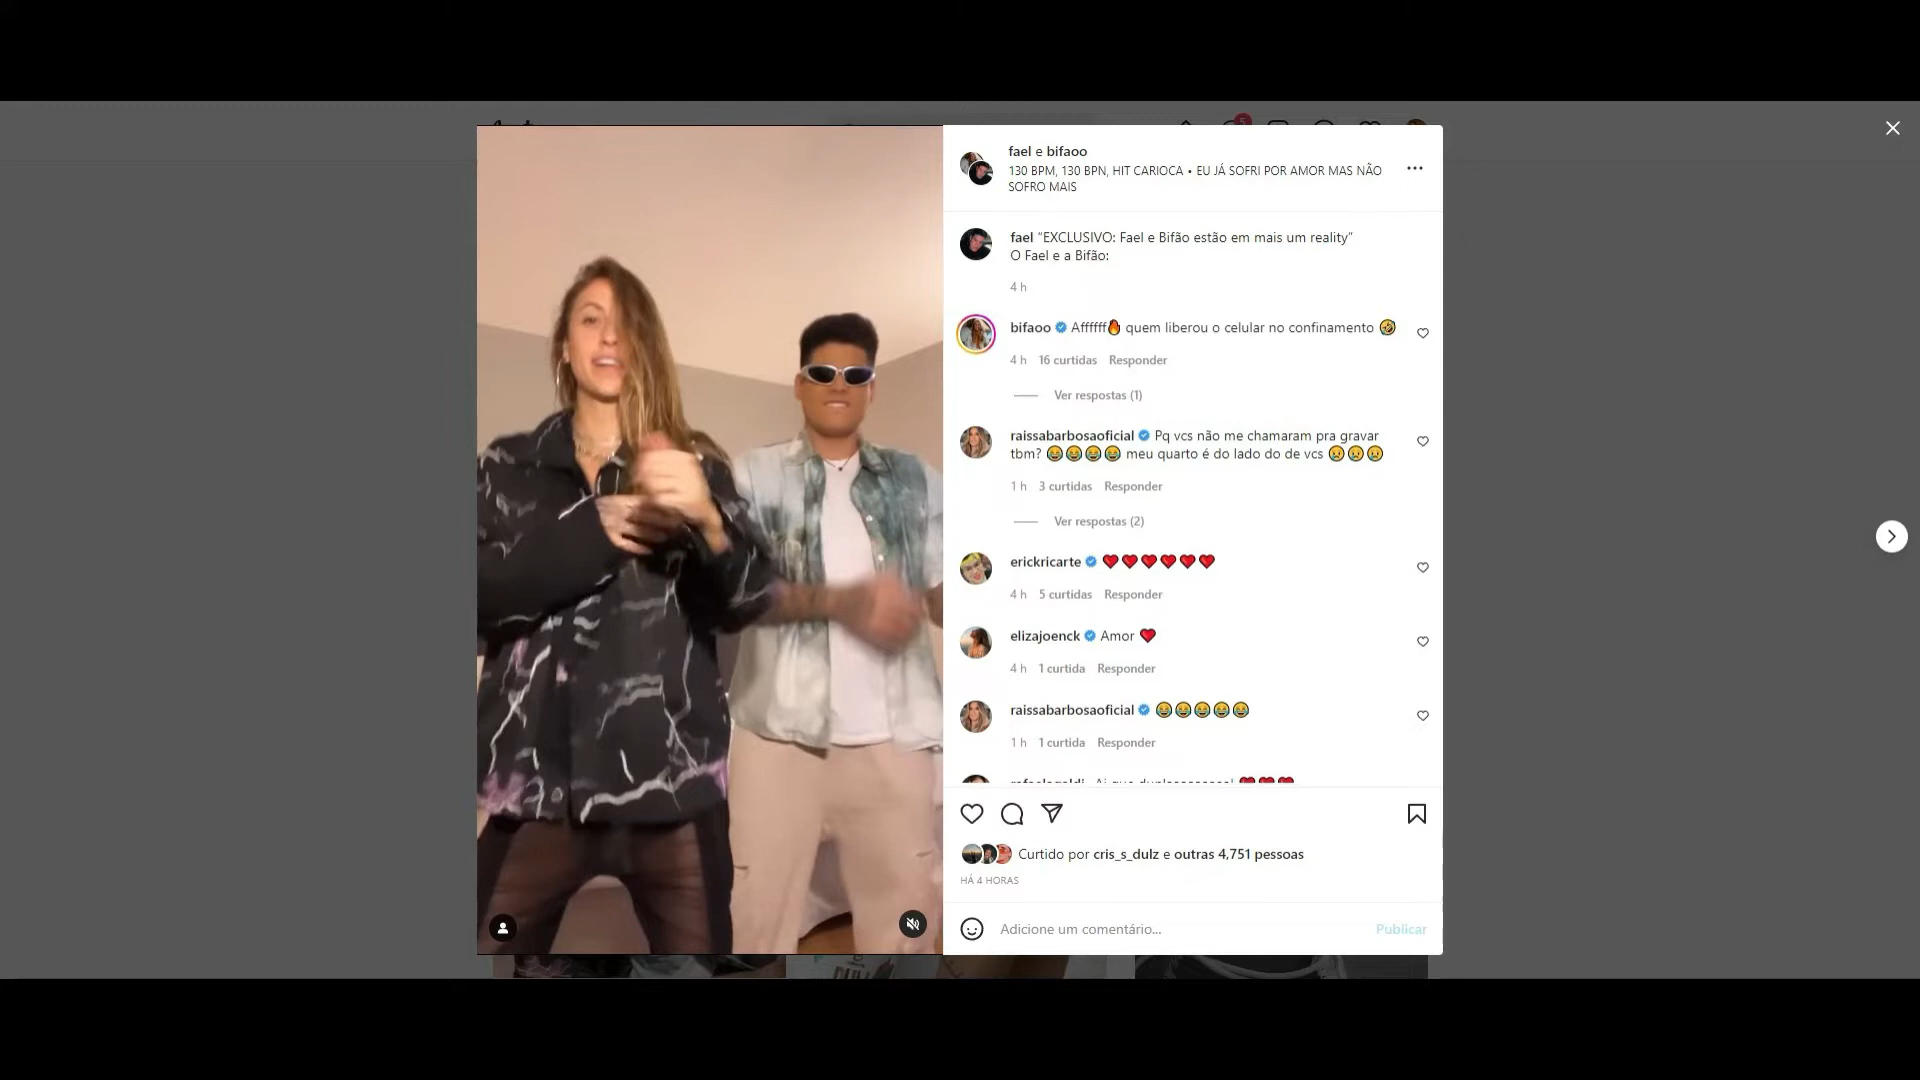 fael e bifaoo
130 BPM, 130 BPN, HIT CARIOCA • EU JÁ SOFRI POR AMOR MAS NÃO
SOFRO MAIS
fael "EXCLUSIVO: Fael e Bifão estão em mais um reality"
O Fael e a Bifão:
4 h
bifaoo Affffff🔥 quem liberou o celular no confinamento 🤣
4 h 16 curtidas Responder
Ver respostas (1)
raissabarbosaoficial Pq vcs não me chamaram pra gravar
tbm? 😂😂😂😂 meu quarto é do lado do de vcs 😢😢😢
1 h 3 curtidas Responder
Ver respostas (2)
erickricarte ❤️❤️❤️❤️❤️❤️
4 h 5 curtidas Responder
elizajoenck Amor ❤️
4 h 1 curtida Responder
raissabarbosaoficial 😂😂😂😂😂
1 h 1 curtida Responder
Curtido por cris_s_dulz e outras 4,751 pessoas
HÁ 4 HORAS
Adicione um comentário... Publicar
5